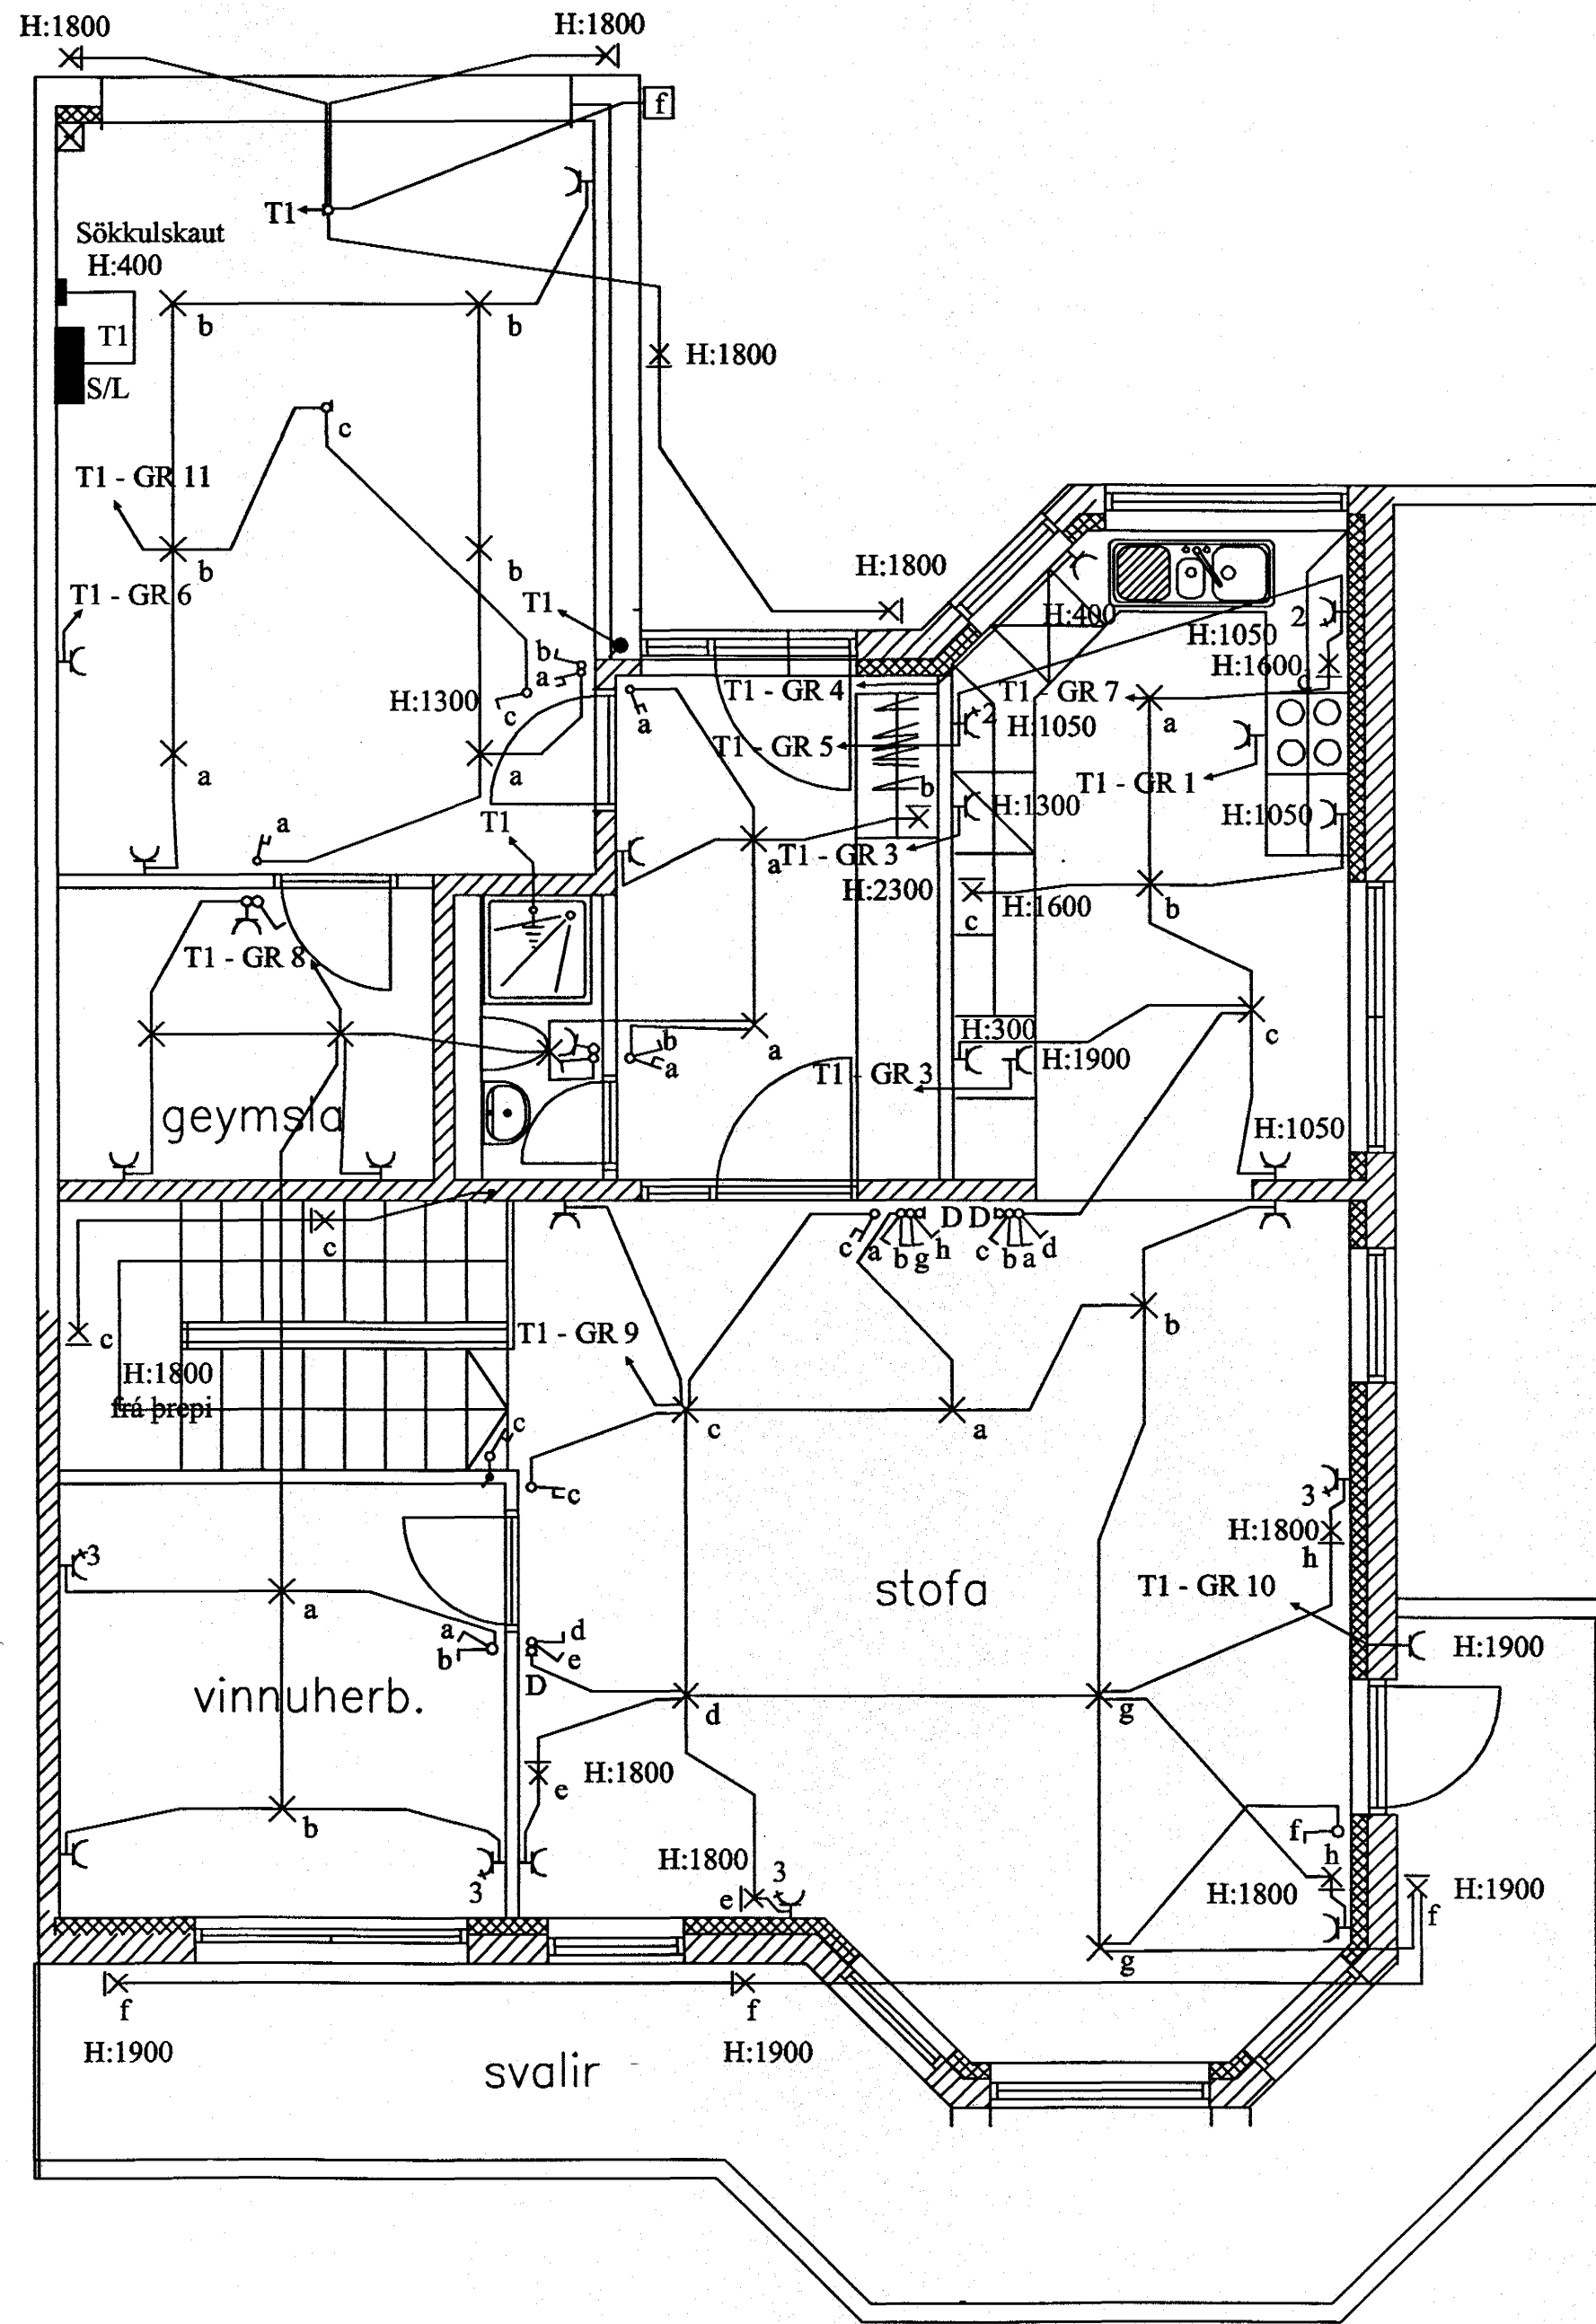 H:1800
H:1800
f
T1
Sökkulskaut
H:400
b
b
T1
H:1800
S/L
c
T1 - GR 11
b
b
H:1800
T1 - GR 6
T1
H:400
2
H:1050
b
a
H:1600
c
T1 - GR 4
T1 - GR 7
H:1300
c
a
2
H:1050
a
T1 - GR 5
a
a
T1 - GR 1
b
H:1300
H:1050
a
T1
a
T1 - GR 3
H:2300
H:1600
b
c
T1 - GR 8
H:300
c
b
a
a
T1 - GR 3
H:1900
geymsla
H:1050
D
D
c
c
a
b
g
h
c
b
a
d
c
T1 - GR 9
b
H:1800
frá þrepi
c
a
c
c
3
H:1800
h
3
T1 - GR 10
stofa
a
a
b
d
e
H:1900
D
vinnuherb.
d
g
H:1800
e
b
f
H:1800
3
h
3
e
H:1800
H:1900
f
g
f
f
H:1900
H:1900
svalir